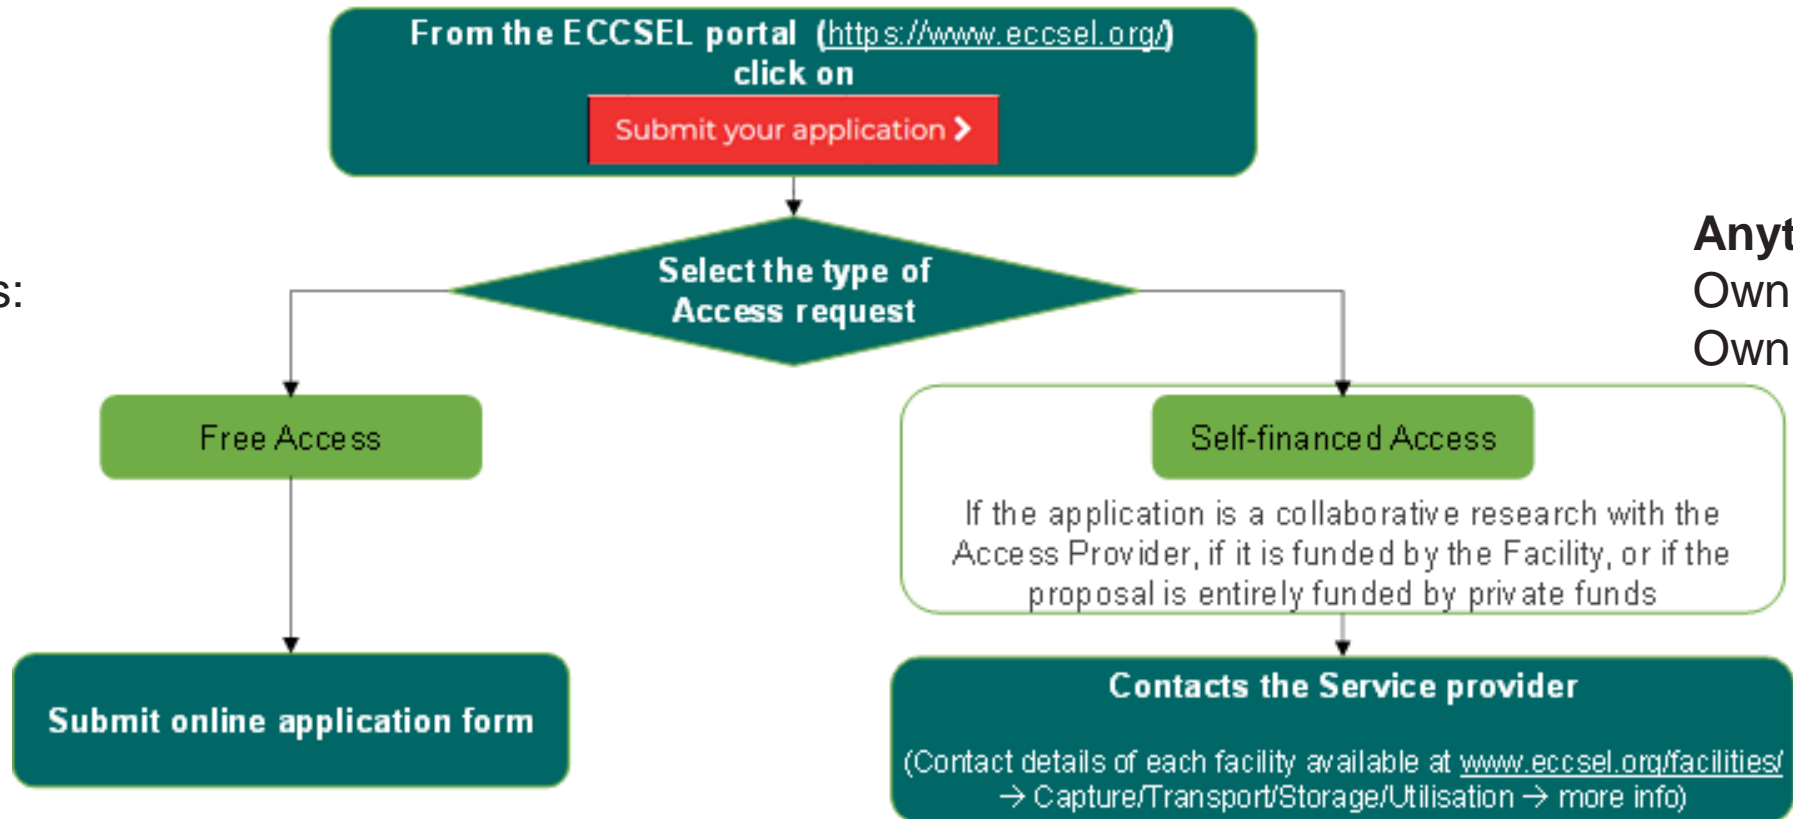 From the ECCSEL portal (https://www.eccsel.org/)
click on
Submit your application
Select the type of
Access request
s:
Anyt
Own
Own
Free Access
Self-financed Access
If the application is a collaborative research with the
Access Provider, if it is funded by the Facility, or if the
proposal is entirely funded by private funds
Submit online application form
Contacts the Service provider
(Contact details of each facility available at www.eccsel.org/facilities/
→ Capture/Transport/Storage/Utilisation → more info)